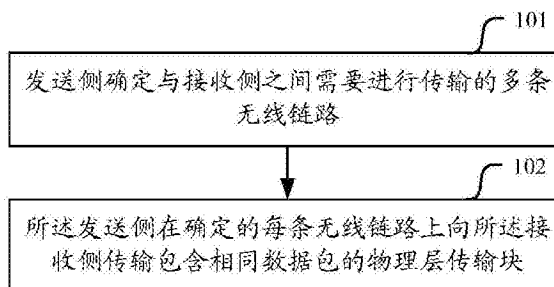 101
发送侧确定与接收侧之间需要进行传输的多条
无线链路
102
所述发送侧在确定的每条无线链路上向所述接
收侧传输包含相同数据包的物理层传输块